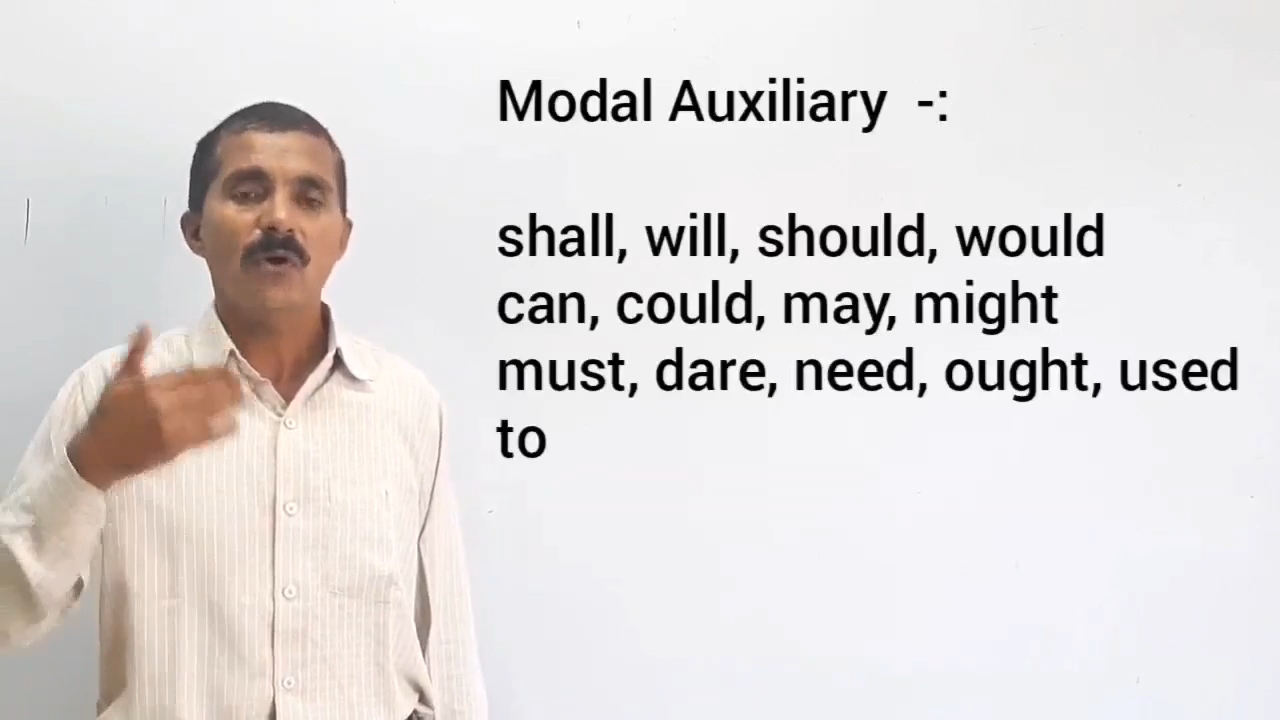 Modal Auxiliary -:
shall, will, should, would
can, could, may, might
must, dare, need, ought, used
to